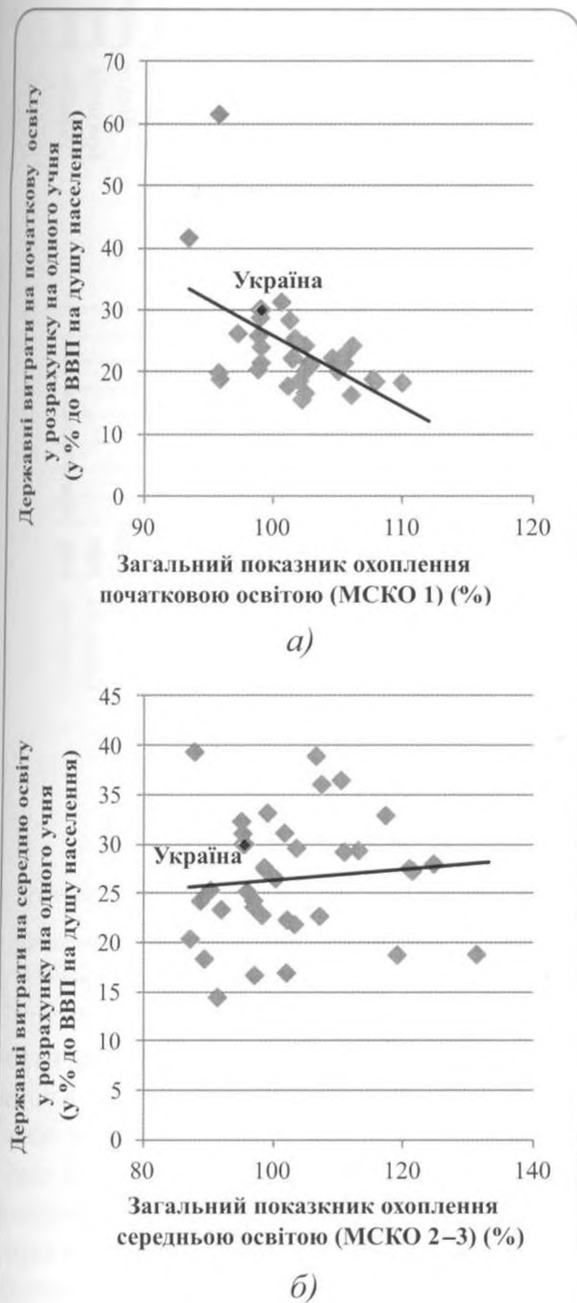 Державні витрати на початкову освіту
у розрахунку на одного учня
(у % до ВВП на душу населення)
70
60
50
40
30
20
10
0
Україна
90
100
110
120
Загальний показник охоплення
початковою освітою (МСКО 1) (%)
а)
Державні витрати на середню освіту
у розрахунку на одного учня
(у % до ВВП на душу населення)
45
40
35
30
25
20
15
10
5
0
Україна
80
100
120
140
Загальний показкник охоплення
середньою освітою (МСКО 2–3) (%)
б)